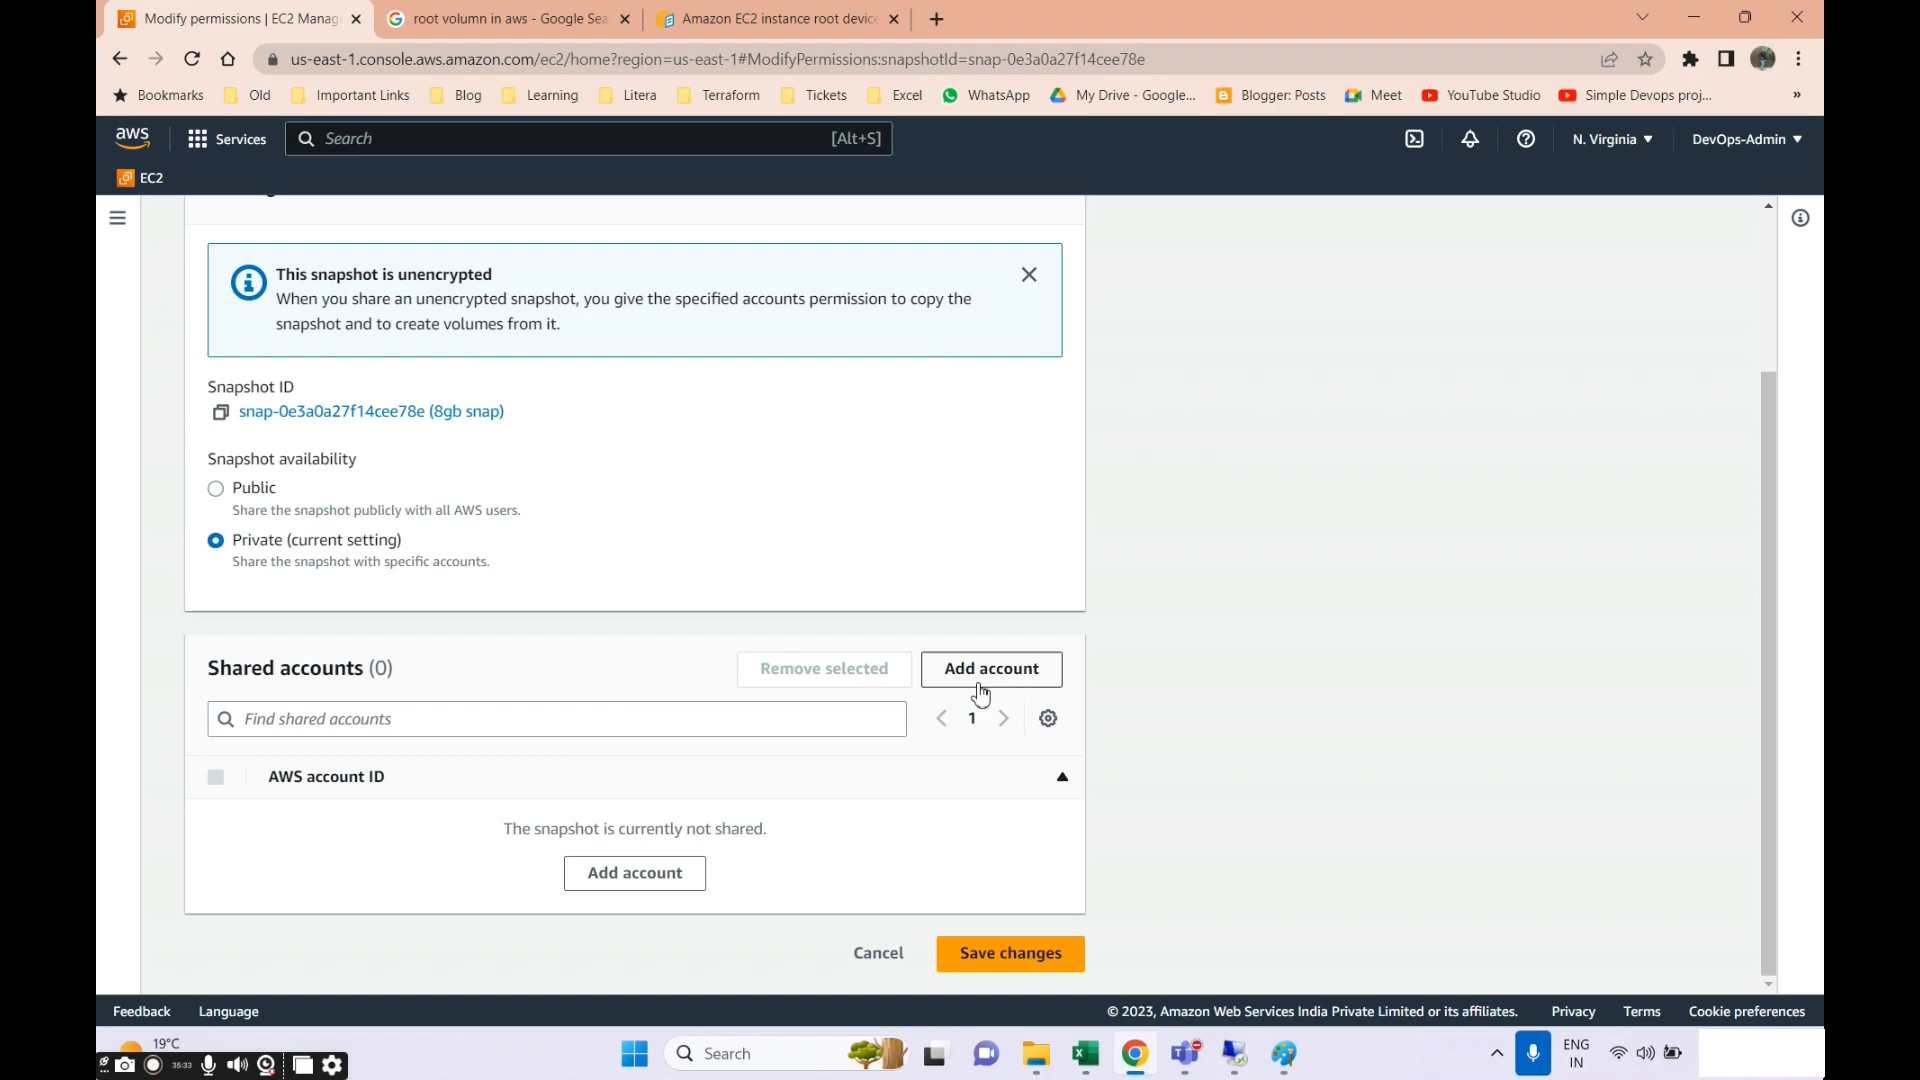 Modify permissions | EC2 Manag
root volumn in aws - Google Sea
Amazon EC2 instance root device
us-east-1.console.aws.amazon.com/ec2/home?region=us-east-1#ModifyPermissions:snapshotId=snap-0e3a0a27f14cee78e
Bookmarks
Old
Important Links
Blog
Learning
Litera
Terraform
Tickets
Excel
WhatsApp
My Drive - Google...
Blogger: Posts
Meet
YouTube Studio
Simple Devops proj...
»
aws
Services
Search
[Alt+S]
N. Virginia
DevOps-Admin
EC2
This snapshot is unencrypted
When you share an unencrypted snapshot, you give the specified accounts permission to copy the
snapshot and to create volumes from it.
Snapshot ID
snap-0e3a0a27f14cee78e (8gb snap)
Snapshot availability
Public
Share the snapshot publicly with all AWS users.
Private (current setting)
Share the snapshot with specific accounts.
Shared accounts (0)
Remove selected
Add account
Find shared accounts
1
AWS account ID
The snapshot is currently not shared.
Add account
Cancel
Save changes
Feedback
Language
© 2023, Amazon Web Services India Private Limited or its affiliates.
Privacy
Terms
Cookie preferences
19°C
35:33
Search
ENG
IN